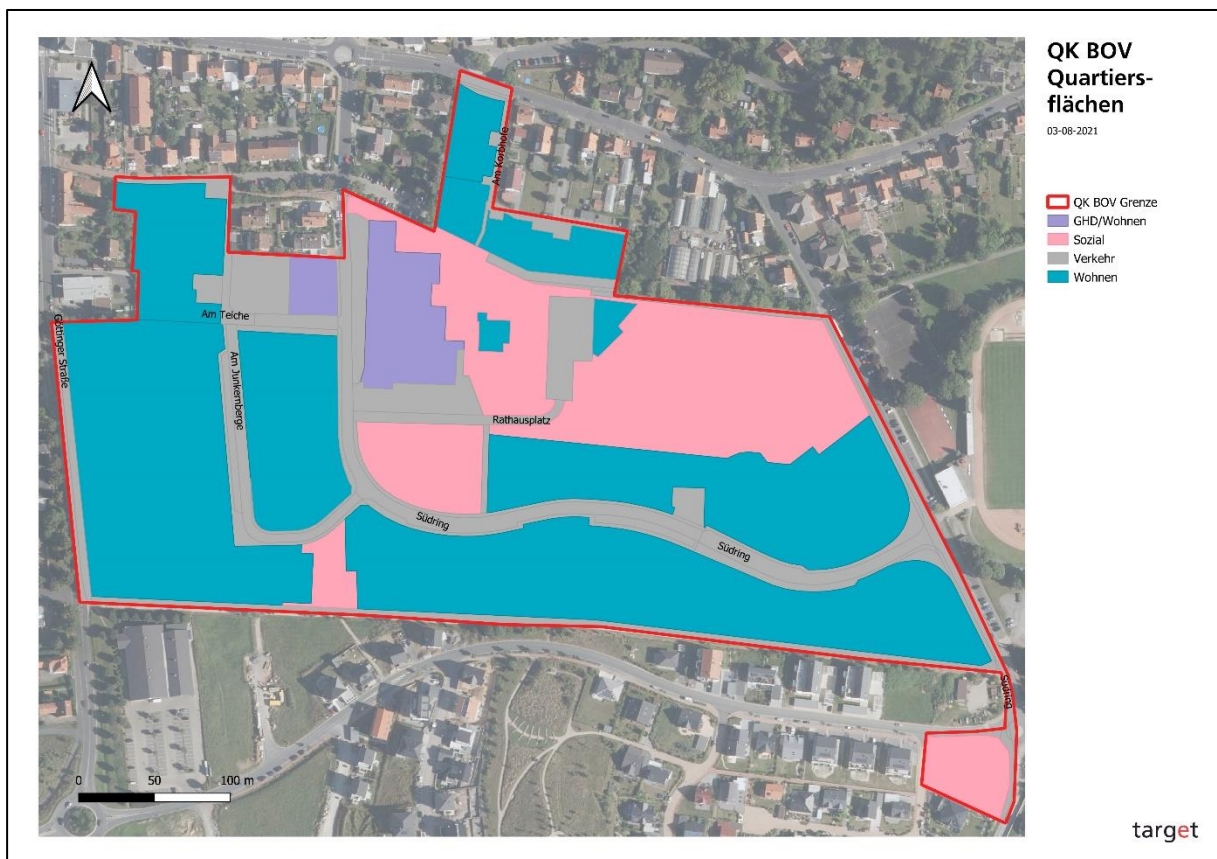 QK BOV
Quartiers-
flächen
03-08-2021
QK BOV Grenze
GHD/Wohnen
Sozial
Verkehr
Wohnen
Am Korbhofe
Am Teiche
Göttinger Straße
Am Junkernberge
Rathausplatz
Südring
Südring
Südring
0 50 100 m
target